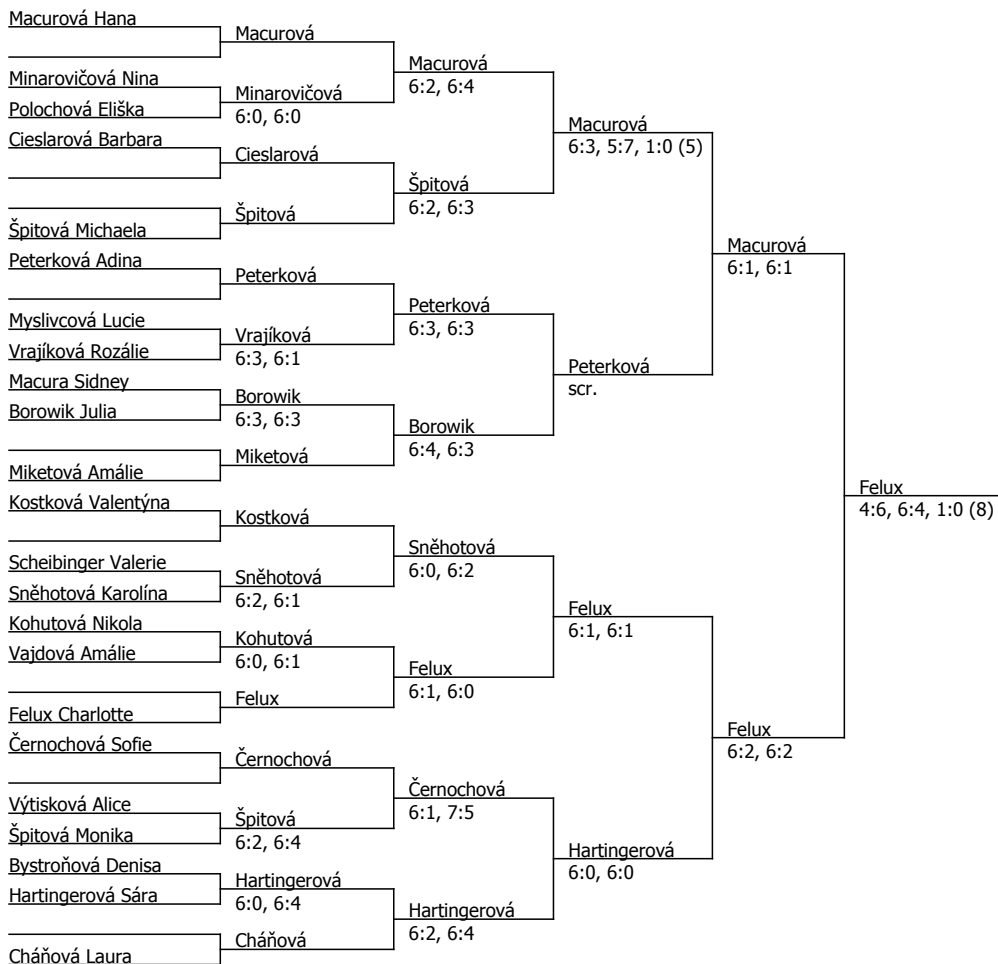 Macurová Hana
Minarovičová Nina
Polochová Eliška
Cieslarová Barbara
Špitová Michaela
Peterková Adina
Myslivcová Lucie
Vrajíková Rozálie
Macura Sidney
Borowik Julia
Miketová Amálie
Kostková Valentýna
Scheibinger Valerie
Sněhotová Karolína
Kohutová Nikola
Vajdová Amálie
Felux Charlotte
Černochová Sofie
Výtisková Alice
Špitová Monika
Bystroňová Denisa
Hartingerová Sára
Cháňová Laura
Macurová
Minarovičová
6:0, 6:0
Cieslarová
Špitová
Peterková
Vrajíková
6:3, 6:1
Borowik
6:3, 6:3
Miketová
Kostková
Sněhotová
6:2, 6:1
Kohutová
6:0, 6:1
Felux
Černochová
Špitová
6:2, 6:4
Hartingerová
6:0, 6:4
Cháňová
Macurová
6:2, 6:4
Špitová
6:2, 6:3
Peterková
6:3, 6:3
Borowik
6:4, 6:3
Sněhotová
6:0, 6:2
Felux
6:1, 6:0
Černochová
6:1, 7:5
Hartingerová
6:2, 6:4
Macurová
6:3, 5:7, 1:0 (5)
Peterková
scr.
Felux
6:1, 6:1
Hartingerová
6:0, 6:0
Macurová
6:1, 6:1
Felux
6:2, 6:2
Felux
4:6, 6:4, 1:0 (8)